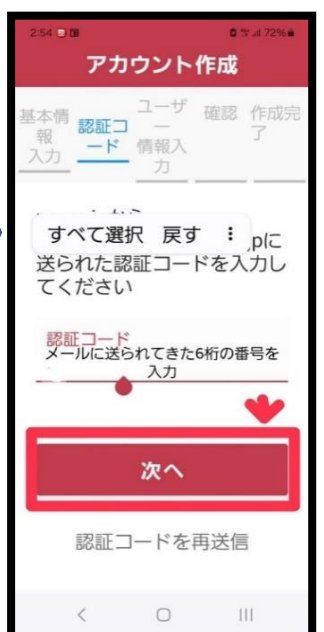 2:54
72%
アカウント作成
基本情
報
入力
認証コ
ード
ユーザ
ー
情報入
力
確認
作成完
了
すべて選択 戻す
pに
送られた認証コードを入力し
てください
認証コード
メールに送られてきた6桁の番号を
入力
次へ
認証コードを再送信